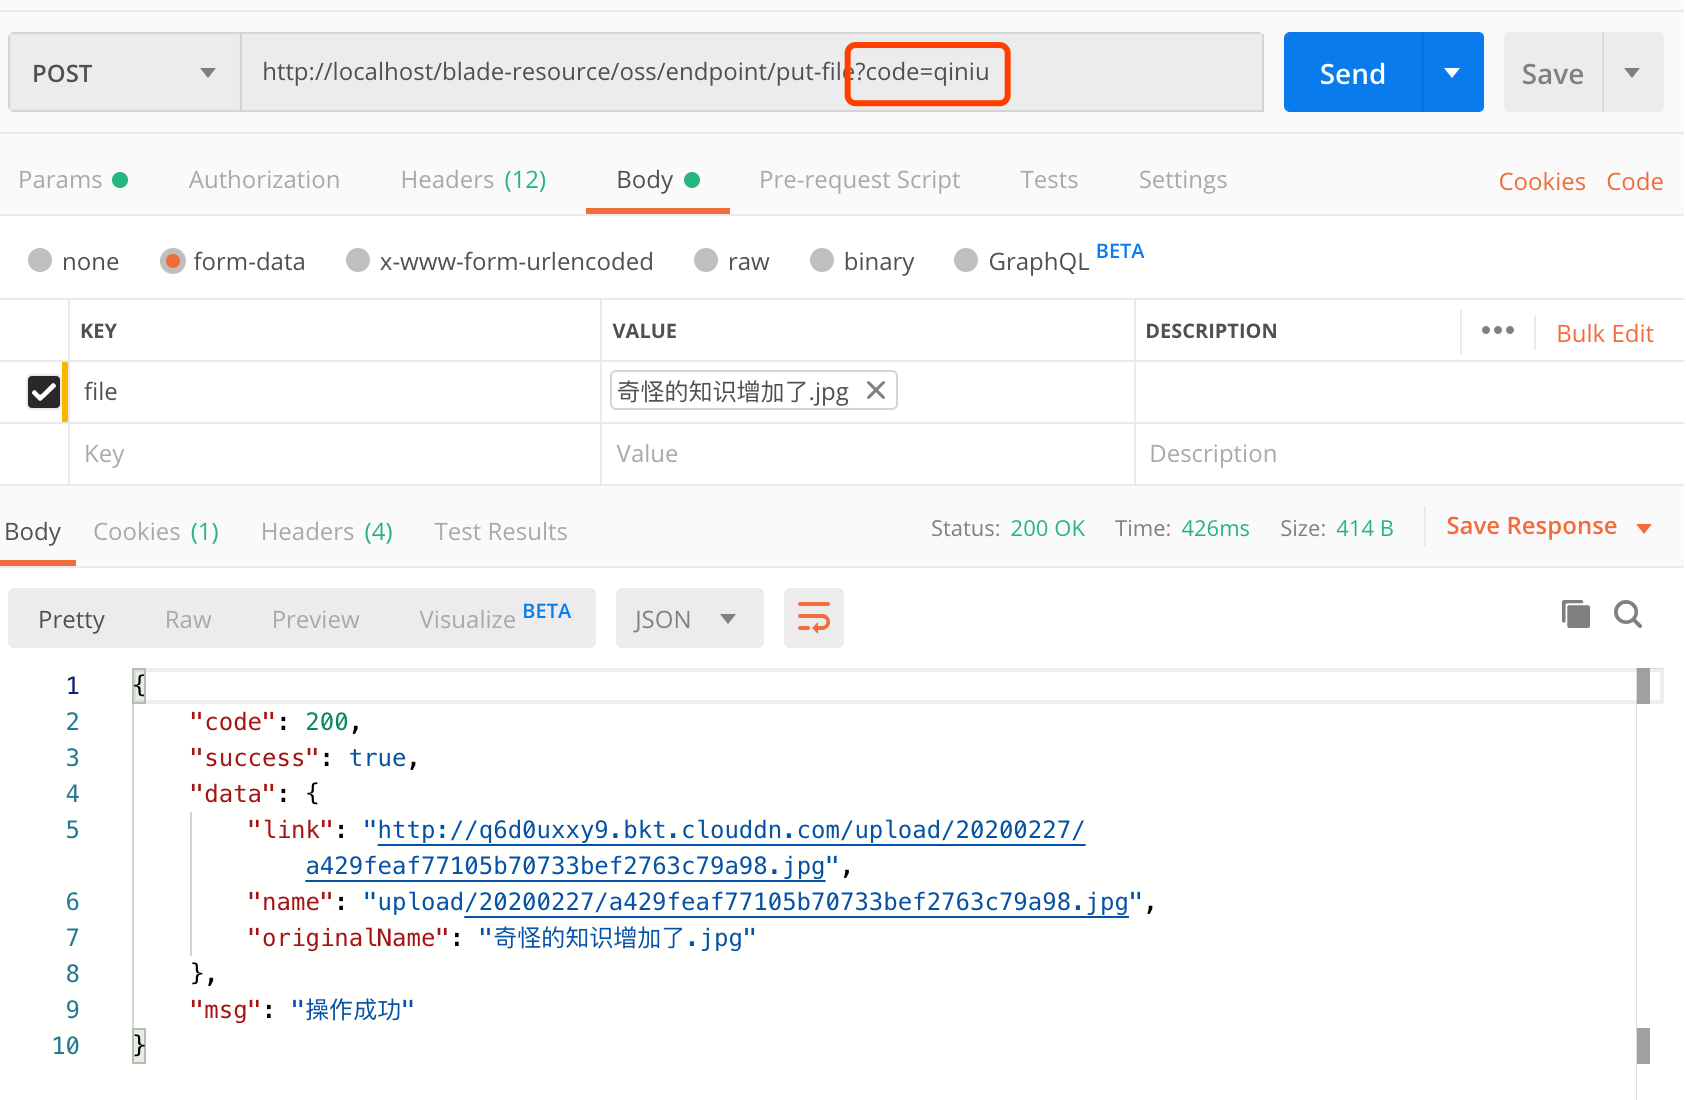 POST http://localhost/blade-resource/oss/endpoint/put-file?code=qiniu Send Save
Params Authorization Headers (12) Body Pre-request Script Tests Settings Cookies Code
none form-data x-www-form-urlencoded raw binary GraphQL BETA
KEY VALUE DESCRIPTION ••• Bulk Edit
file 奇怪的知识增加了.jpg
Key Value Description
Body Cookies (1) Headers (4) Test Results Status: 200 OK Time: 426ms Size: 414 B Save Response
Pretty Raw Preview Visualize BETA JSON
1 {
2 "code": 200,
3 "success": true,
4 "data": {
5 "link": "http://q6d0uxxy9.bkt.clouddn.com/upload/20200227/
a429feaf77105b70733bef2763c79a98.jpg",
6 "name": "upload/20200227/a429feaf77105b70733bef2763c79a98.jpg",
7 "originalName": "奇怪的知识增加了.jpg"
8 },
9 "msg": "操作成功"
10 }